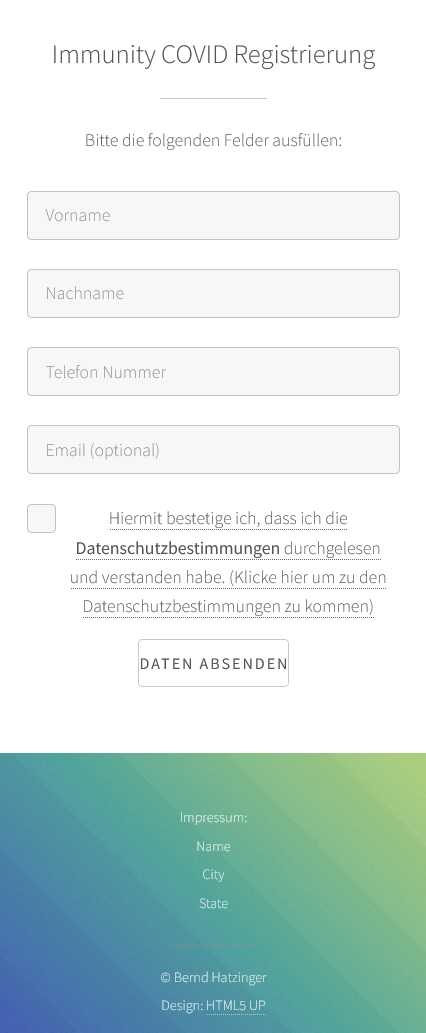 Immunity COVID Registrierung
Bitte die folgenden Felder ausfüllen:
Vorname
Nachname
Telefon Nummer
Email (optional)
Hiermit bestetige ich, dass ich die
Datenschutzbestimmungen durchgelesen
und verstanden habe. (Klicke hier um zu den
Datenschutzbestimmungen zu kommen)
DATEN ABSENDEN
Impressum:
Name
City
State
© Bernd Hatzinger
Design: HTML5 UP